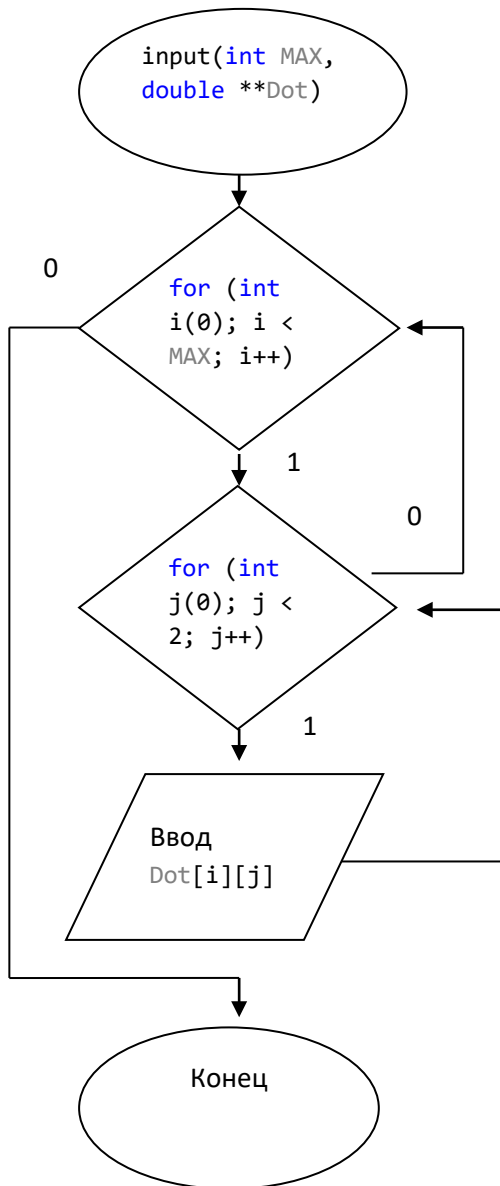 input(int MAX,
double **Dot)
0
for (int
i(0); i <
MAX; i++)
1
0
for (int
j(0); j <
2; j++)
1
Ввод
Dot[i][j]
Конец